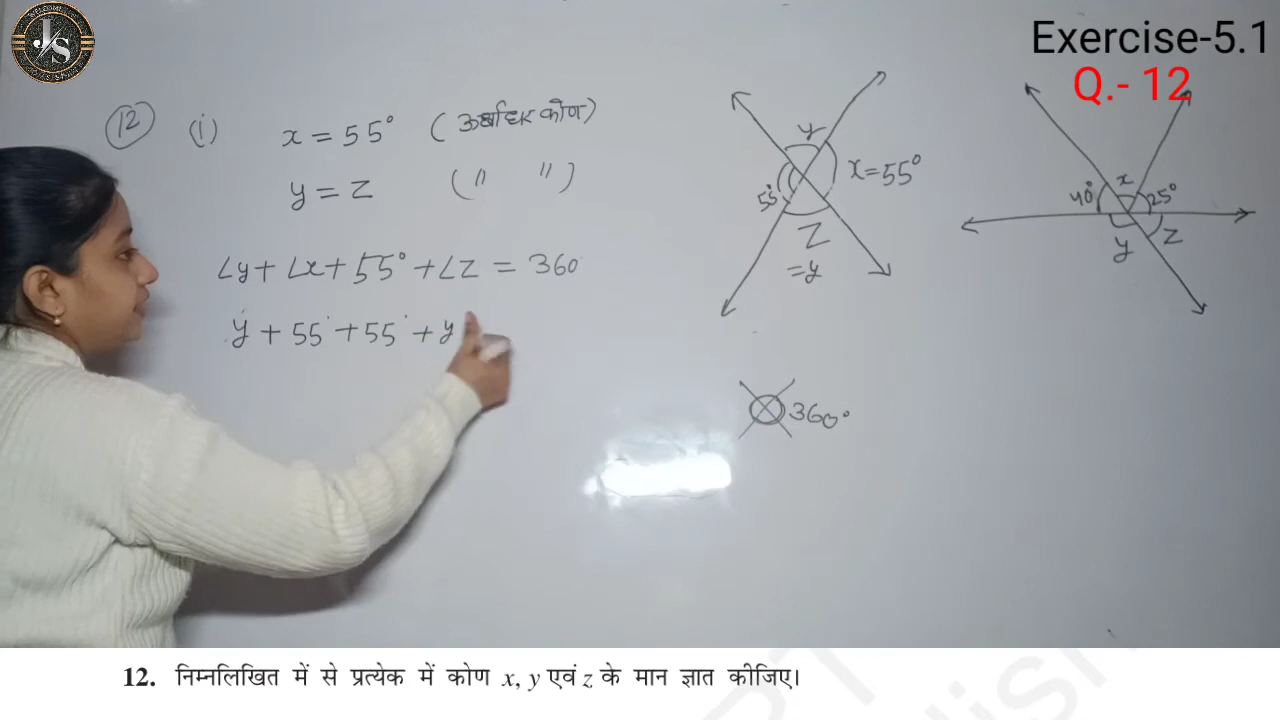 WELCOME
J/S
Exercise-5.1
Q.- 12
12 (i) x = 55° (ऊर्ध्वाधर कोण)
y = z ( " " )
∠y + ∠x + 55° + ∠z = 360
y + 55° + 55° + y
y
55°
x = 55°
z
= y
40°
x
25°
y
z
360°
12. निम्नलिखित में से प्रत्येक में कोण x, y एवं z के मान ज्ञात कीजिए।